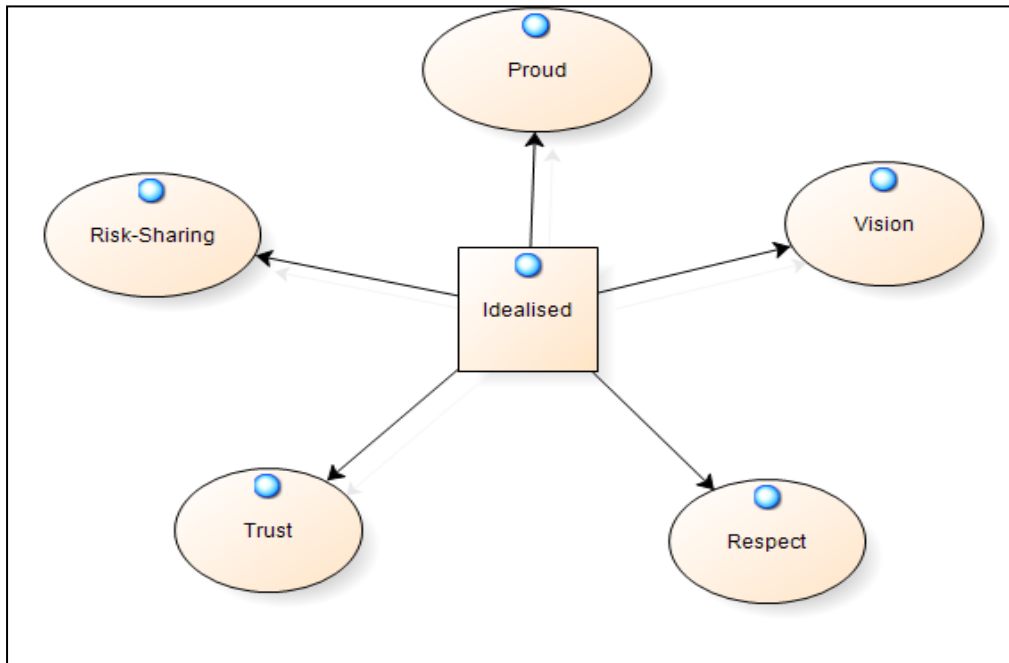 Proud
Vision
Risk-Sharing
Idealised
Trust
Respect